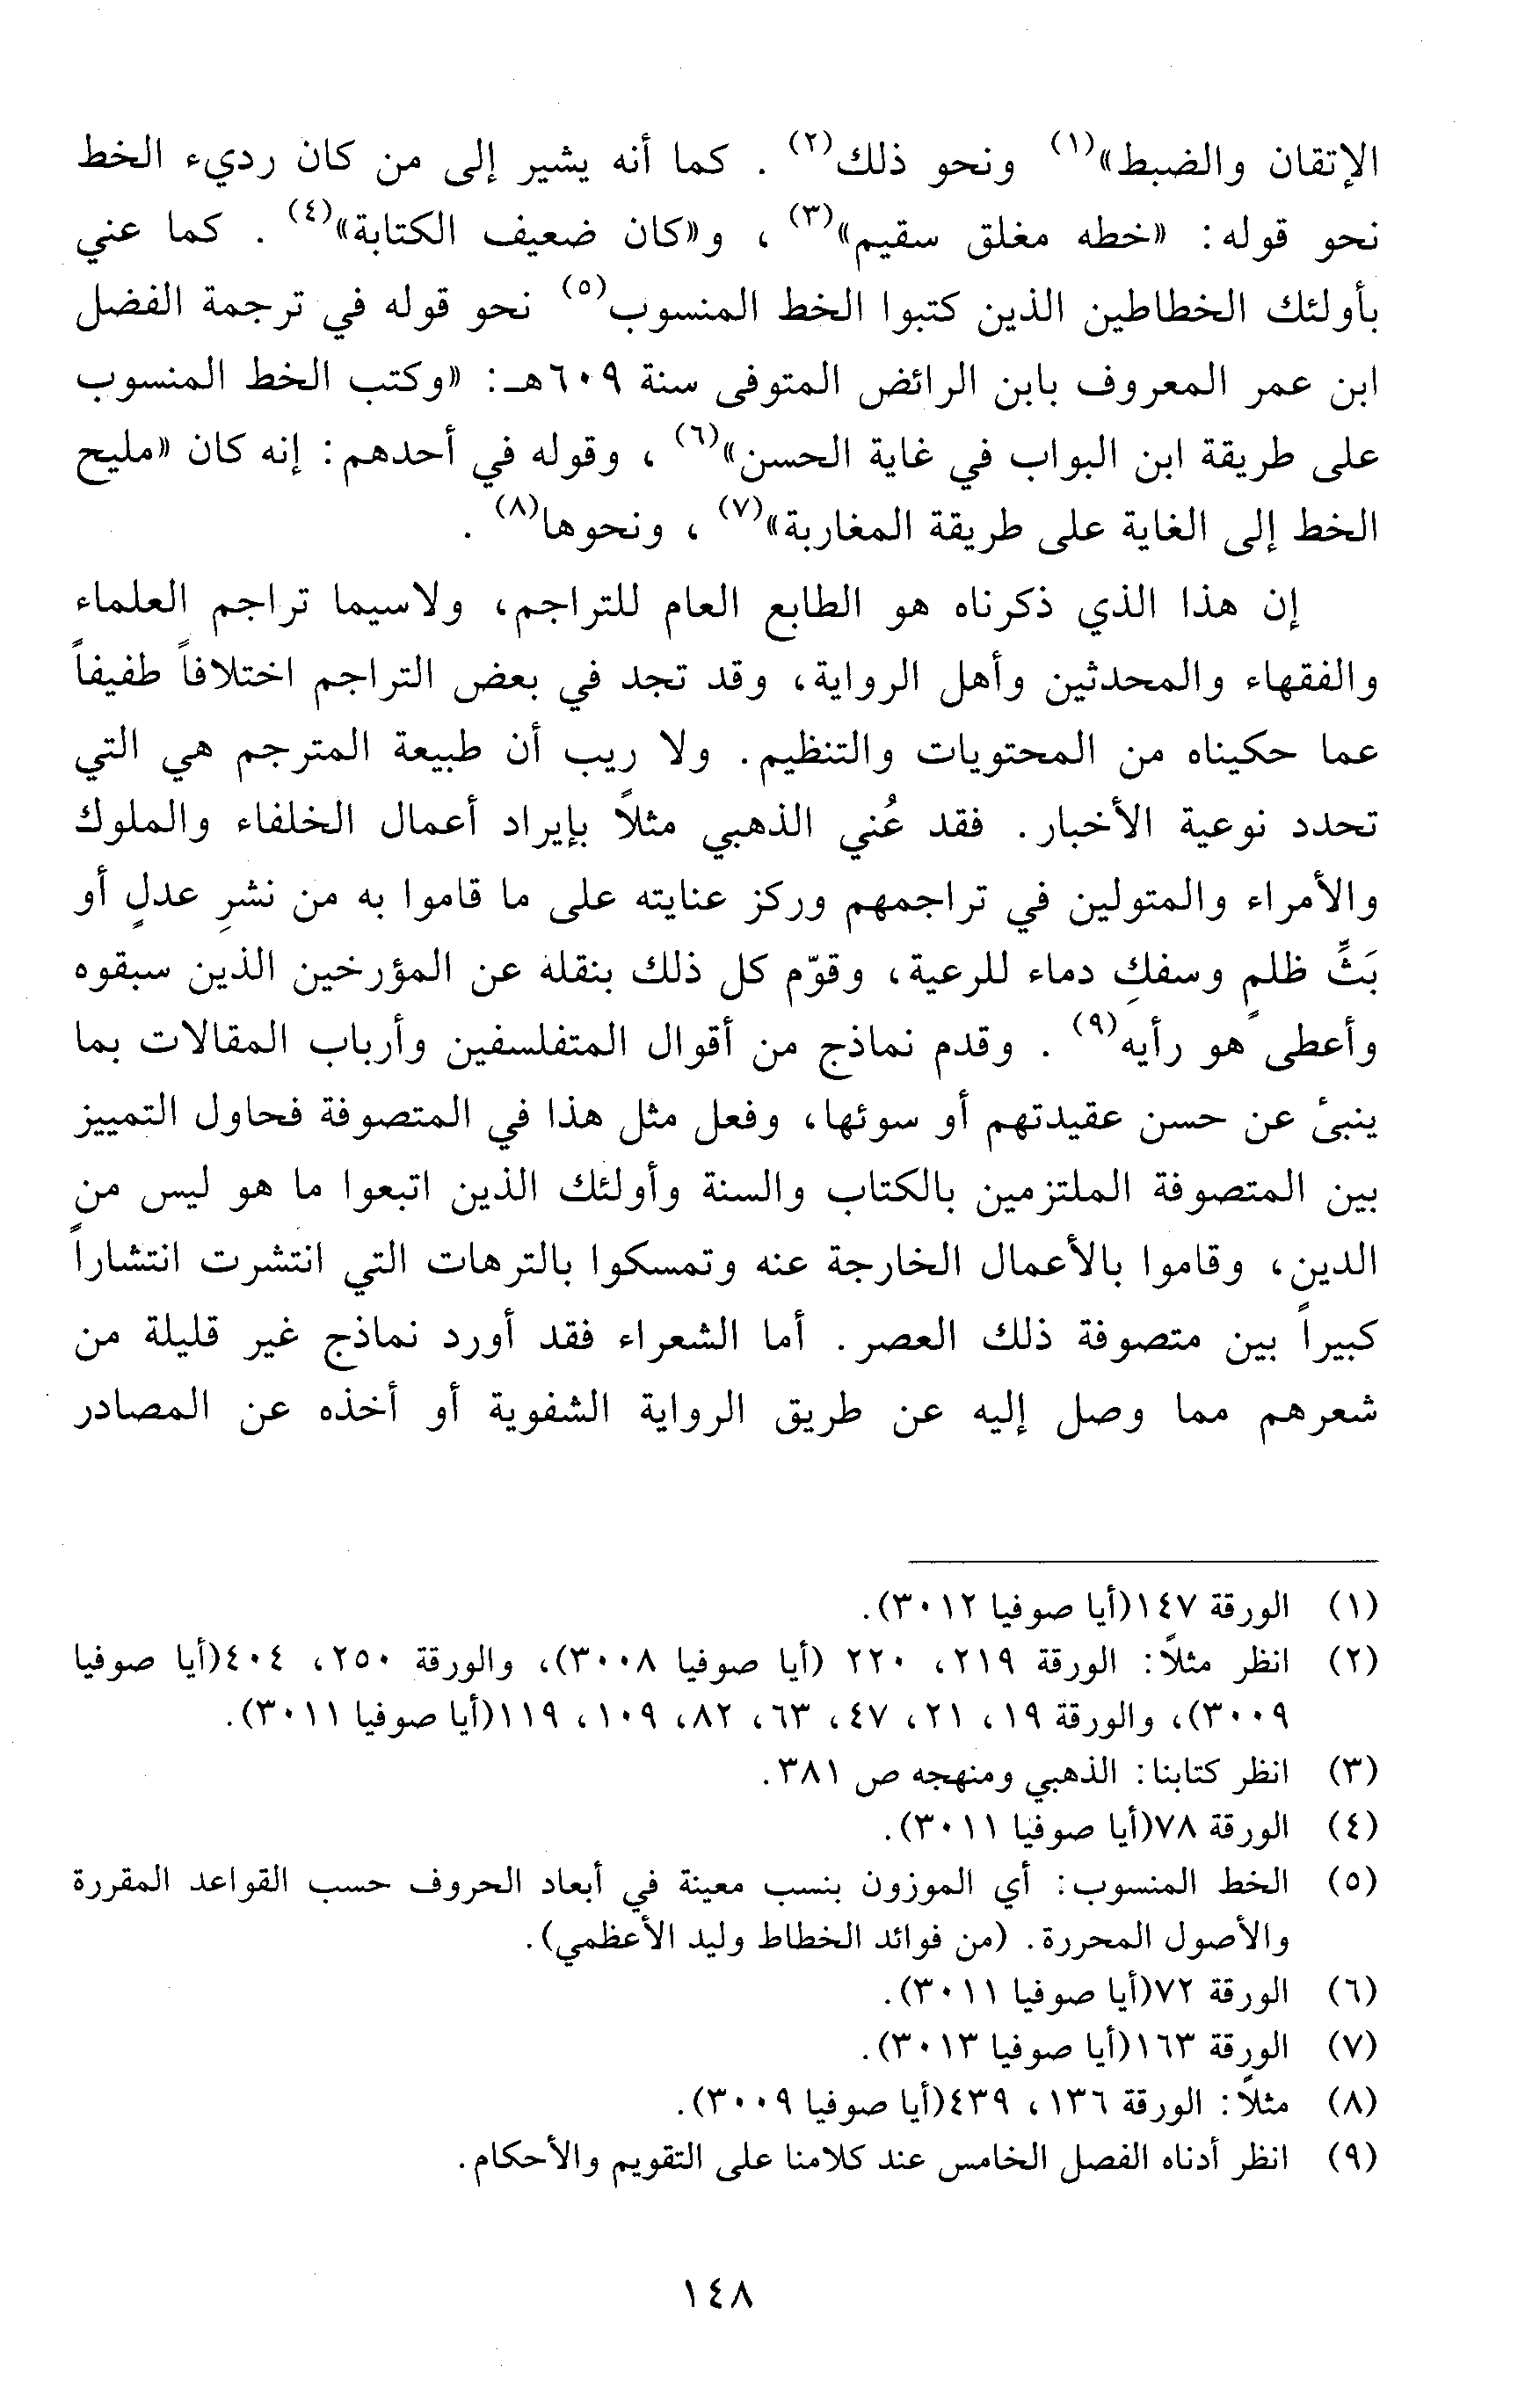 الإتقان والضبط»(١) ونحو ذلك(٢) . كما أنه يشير إلى من كان رديء الخط
نحو قوله: «خطه مغلق سقيم»(٣) ، و«كان ضعيف الكتابة»(٤) . كما عني
بأولئك الخطاطين الذين كتبوا الخط المنسوب(٥) نحو قوله في ترجمة الفضل
ابن عمر المعروف بابن الرائض المتوفى سنة ٦٠٩هـ: «وكتب الخط المنسوب
على طريقة ابن البواب في غاية الحسن»(٦) ، وقوله في أحدهم: إنه كان «مليح
الخط إلى الغاية على طريقة المغاربة»(٧) ، ونحوها(٨) .
إن هذا الذي ذكرناه هو الطابع العام للتراجم، ولاسيما تراجم العلماء
والفقهاء والمحدثين وأهل الرواية، وقد تجد في بعض التراجم اختلافاً طفيفاً
عما حكيناه من المحتويات والتنظيم. ولا ريب أن طبيعة المترجم هي التي
تحدد نوعية الأخبار. فقد عُني الذهبي مثلاً بإيراد أعمال الخلفاء والملوك
والأمراء والمتولين في تراجمهم وركز عنايته على ما قاموا به من نشرِ عدلٍ أو
بَثِّ ظلمٍ وسفكِ دماء للرعية، وقوّم كل ذلك بنقله عن المؤرخين الذين سبقوه
وأعطى هو رأيه(٩) . وقدم نماذج من أقوال المتفلسفين وأرباب المقالات بما
ينبىٔ عن حسن عقيدتهم أو سوئها، وفعل مثل هذا في المتصوفة فحاول التمييز
بين المتصوفة الملتزمين بالكتاب والسنة وأولئك الذين اتبعوا ما هو ليس من
الدين، وقاموا بالأعمال الخارجة عنه وتمسكوا بالترهات التي انتشرت انتشاراً
كبيراً بين متصوفة ذلك العصر. أما الشعراء فقد أورد نماذج غير قليلة من
شعرهم مما وصل إليه عن طريق الرواية الشفوية أو أخذه عن المصادر
(١) الورقة ١٤٧(أيا صوفيا ٣٠١٢).
(٢) انظر مثلاً: الورقة ٢١٩، ٢٢٠ (أيا صوفيا ٣٠٠٨)، والورقة ٢٥٠، ٤٠٤(أيا صوفيا
٣٠٠٩)، والورقة ١٩، ٢١، ٤٧، ٦٣، ٨٢، ١٠٩، ١١٩(أيا صوفيا ٣٠١١).
(٣) انظر كتابنا: الذهبي ومنهجه ص ٣٨١.
(٤) الورقة ٧٨(أيا صوفيا ٣٠١١).
(٥) الخط المنسوب: أي الموزون بنسب معينة في أبعاد الحروف حسب القواعد المقررة
والأصول المحررة. (من فوائد الخطاط وليد الأعظمي).
(٦) الورقة ٧٢(أيا صوفيا ٣٠١١).
(٧) الورقة ١٦٣(أيا صوفيا ٣٠١٣).
(٨) مثلاً: الورقة ١٣٦، ٤٣٩(أيا صوفيا ٣٠٠٩).
(٩) انظر أدناه الفصل الخامس عند كلامنا على التقويم والأحكام.
١٤٨